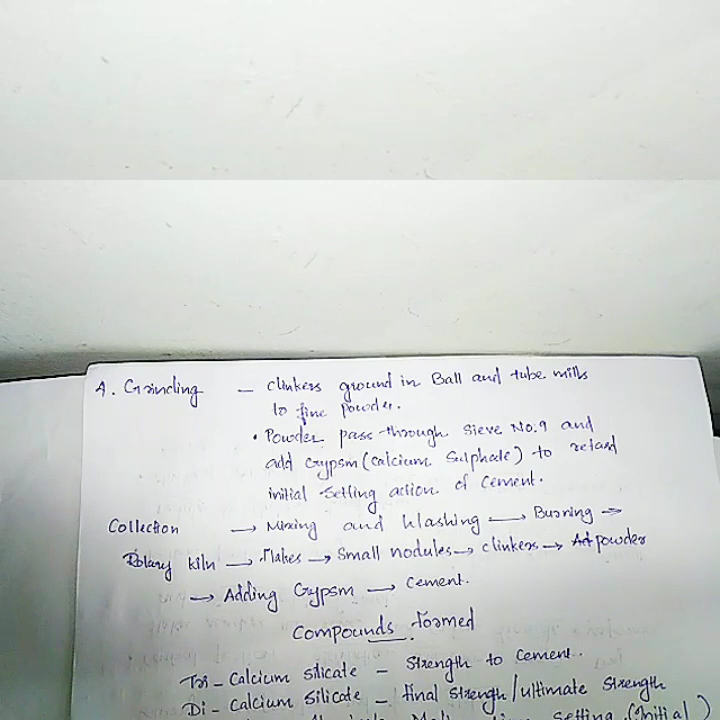 4. Grinding — clinkers ground in Ball and tube mills
to fine powder.
• Powder pass through sieve No.9 and
add Gypsm (calcium Sulphate) to retard
initial setting action of cement.
Collection → Mixing and Washing → Burning →
Rotary kiln → flakes → Small nodules → clinkers → powder
→ Adding Gypsm → cement.
Compounds formed
Tri - Calcium silicate - Strength to cement.
Di - Calcium Silicate - final strength/ultimate strength
setting (Initial)